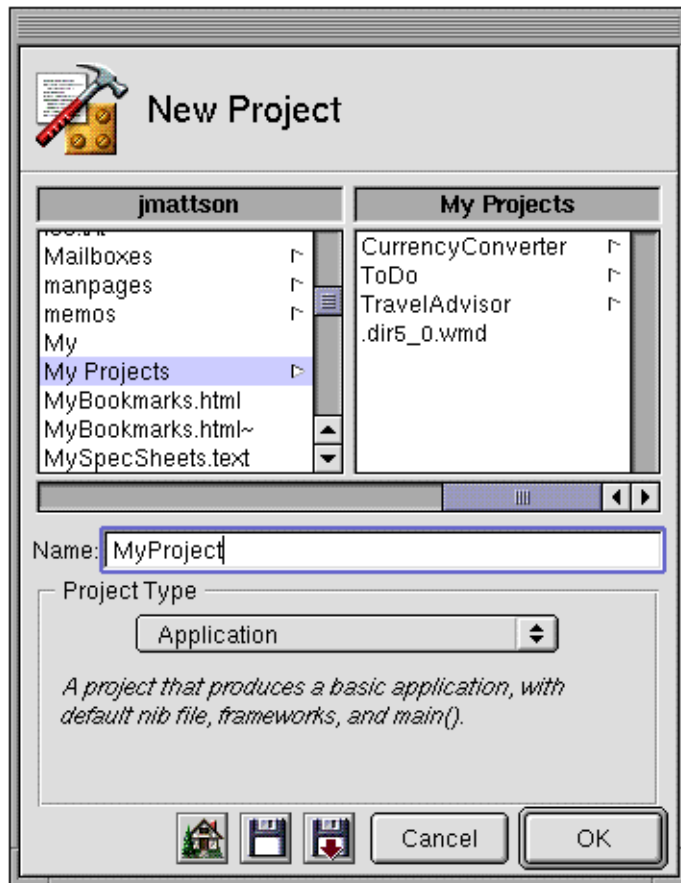 New Project
jmattson
My Projects
Mailboxes
manpages
memos
My
My Projects
MyBookmarks.html
MyBookmarks.html~
MySpecSheets.text
CurrencyConverter
ToDo
TravelAdvisor
.dir5_0.wmd
Name: MyProject
Project Type
Application
A project that produces a basic application, with
default nib file, frameworks, and main().
Cancel
OK